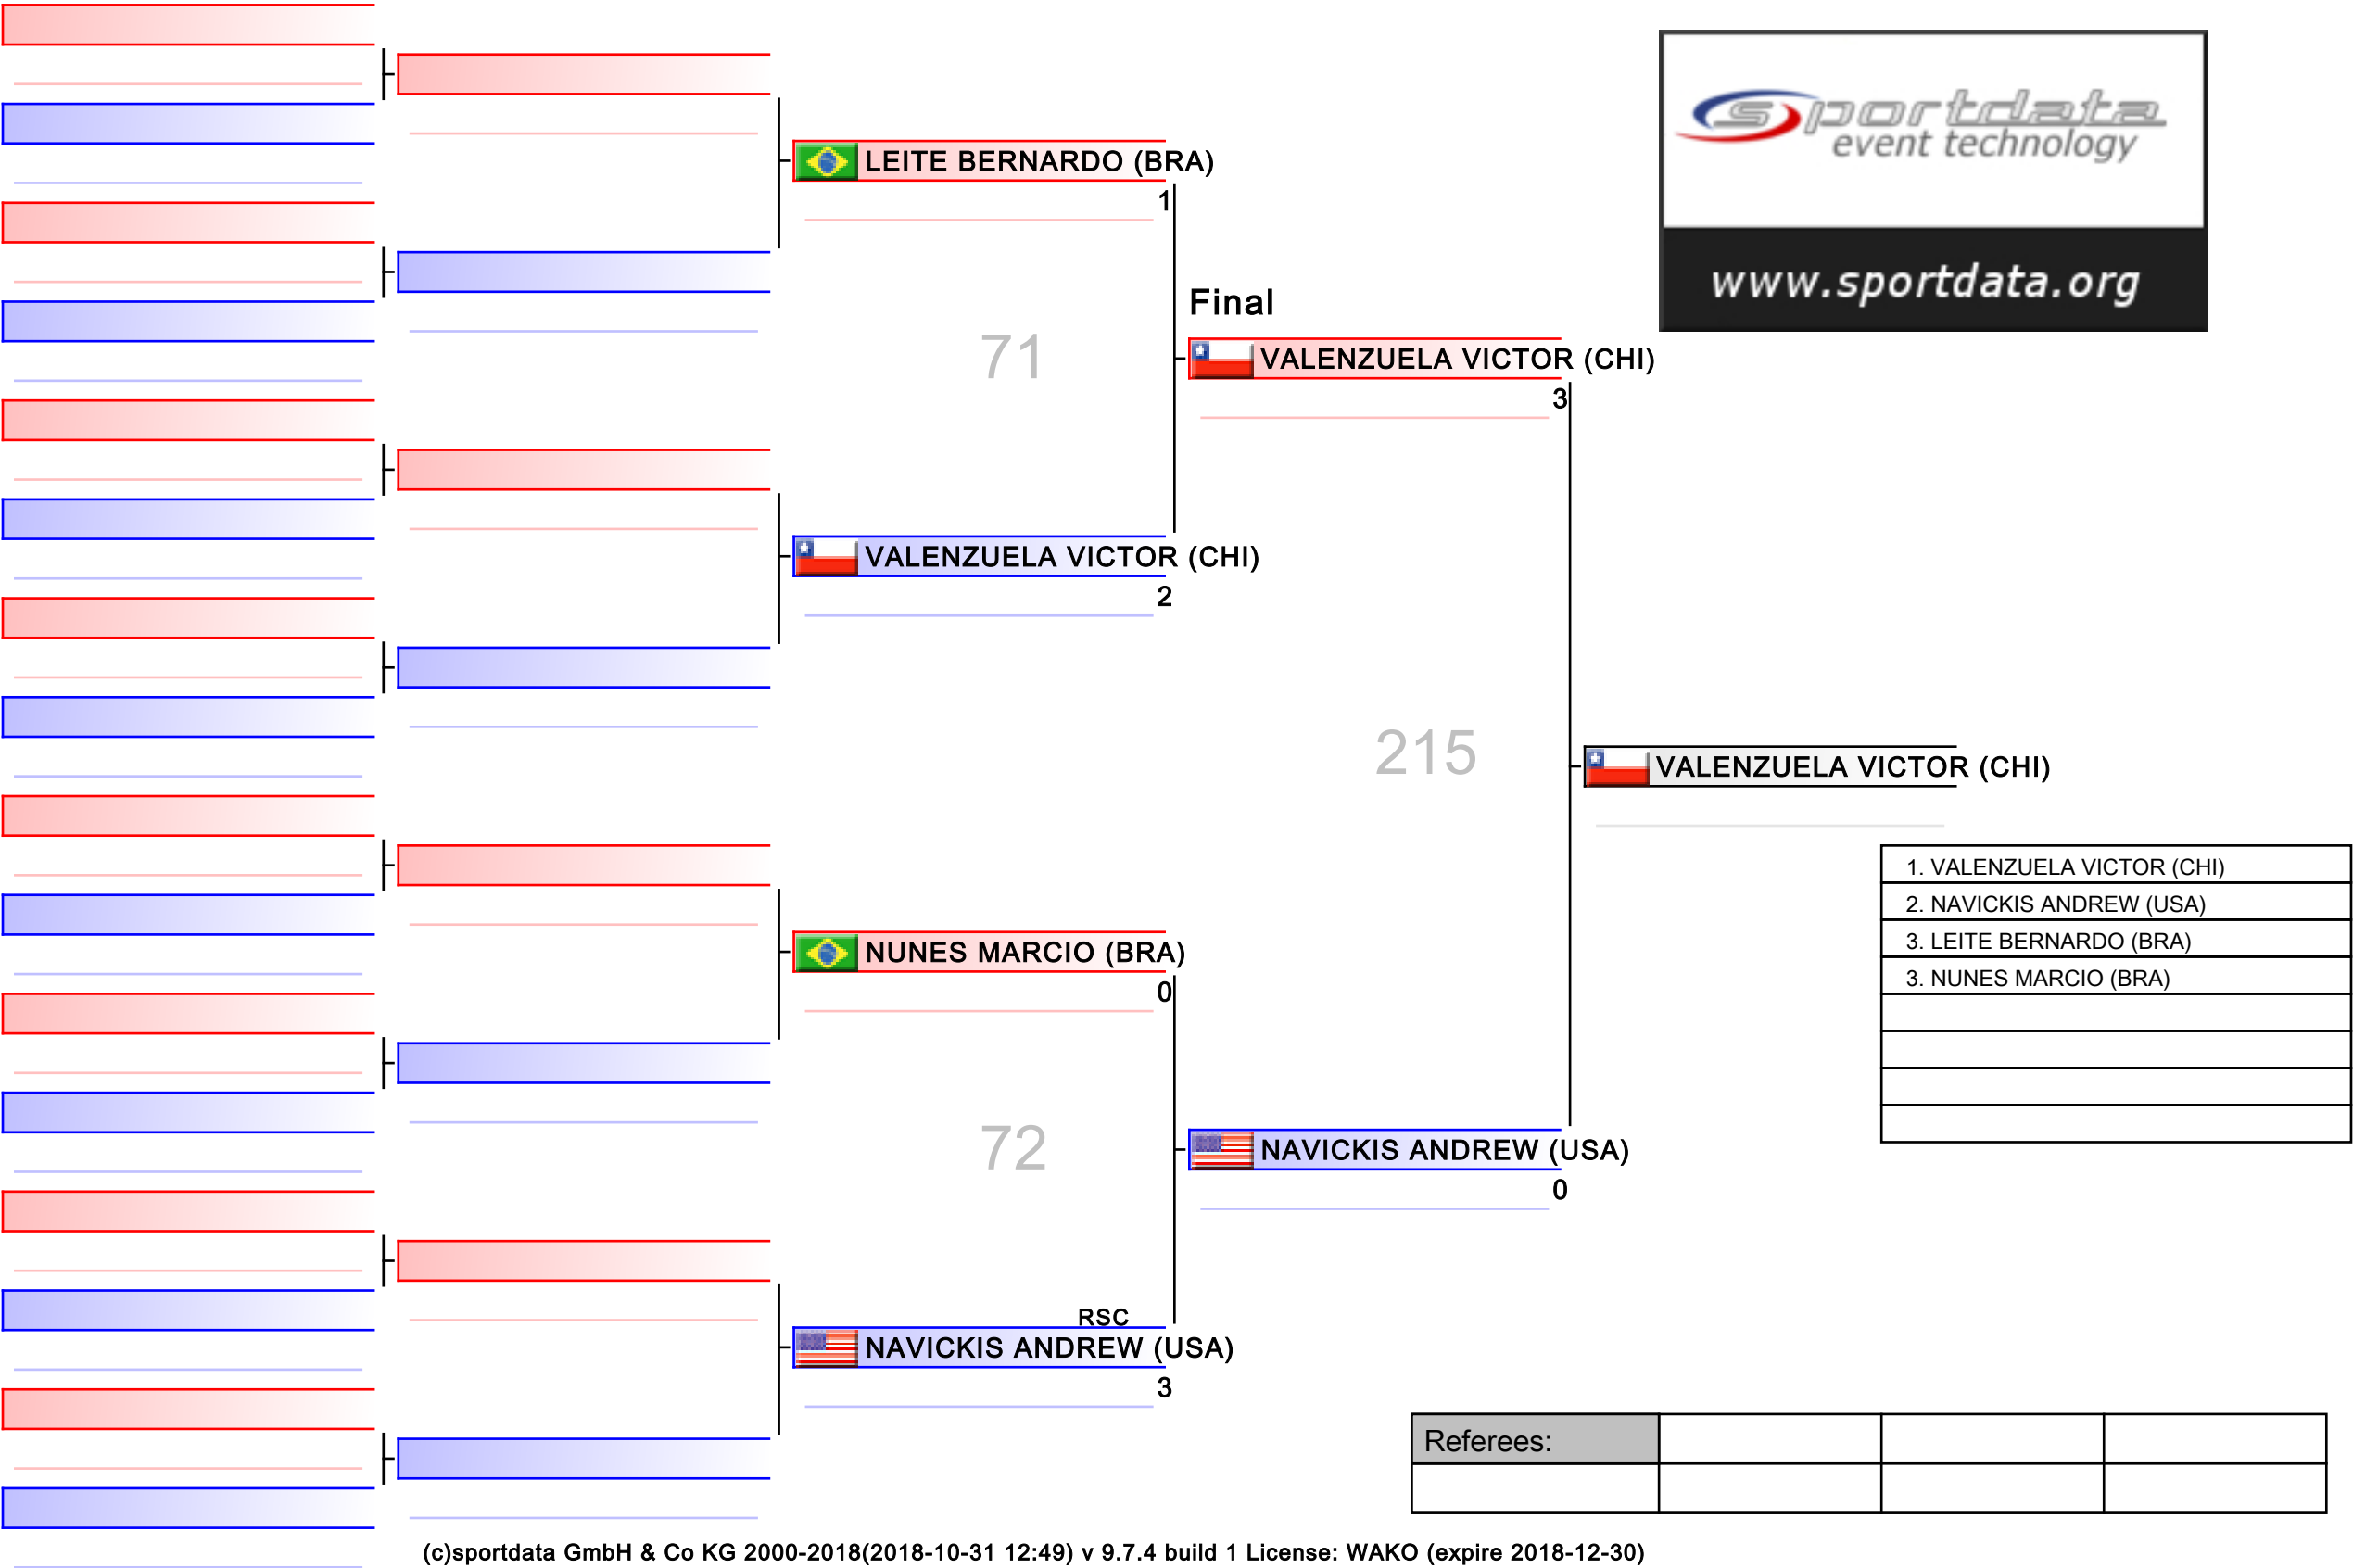 LEITE BERNARDO (BRA)
1
sportdata
event technology
www.sportdata.org
Final
71
VALENZUELA VICTOR (CHI)
3
VALENZUELA VICTOR (CHI)
2
215
VALENZUELA VICTOR (CHI)
1. VALENZUELA VICTOR (CHI)
2. NAVICKIS ANDREW (USA)
3. LEITE BERNARDO (BRA)
3. NUNES MARCIO (BRA)
NUNES MARCIO (BRA)
0
72
NAVICKIS ANDREW (USA)
0
RSC
NAVICKIS ANDREW (USA)
3
Referees:
(c)sportdata GmbH & Co KG 2000-2018(2018-10-31 12:49) v 9.7.4 build 1 License: WAKO (expire 2018-12-30)